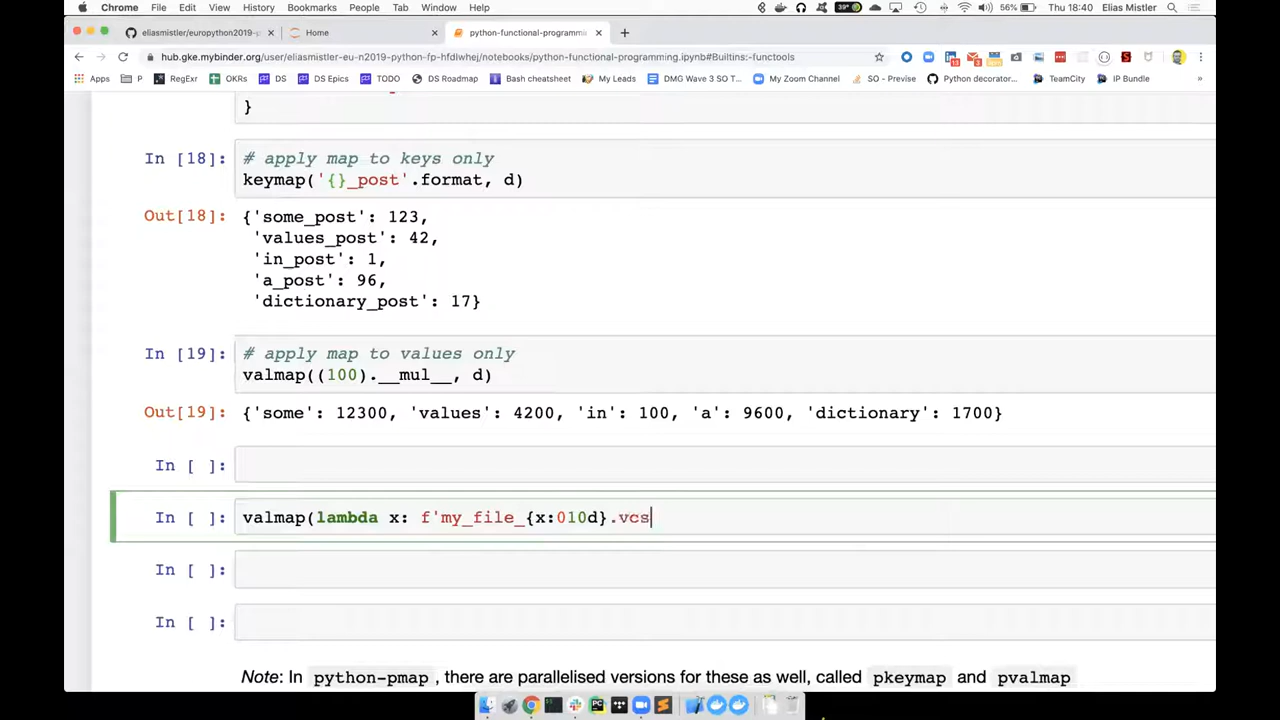 Chrome File Edit View History Bookmarks People Tab Window Help 39° 56% Thu 18:40 Elias Mistler
eliasmistler/europython2019-p Home python-functional-programmi
hub.gke.mybinder.org/user/eliasmistler-eu-n2019-python-fp-hfdlwhej/notebooks/python-functional-programming.ipynb#Builtins:-functools
Apps P RegExr OKRs DS DS Epics TODO DS Roadmap Bash cheatsheet My Leads DMG Wave 3 SO T... My Zoom Channel SO - Previse Python decorator... TeamCity IP Bundle
}
In [18]: # apply map to keys only
keymap('{}_post'.format, d)
Out[18]: {'some_post': 123,
'values_post': 42,
'in_post': 1,
'a_post': 96,
'dictionary_post': 17}
In [19]: # apply map to values only
valmap((100).__mul__, d)
Out[19]: {'some': 12300, 'values': 4200, 'in': 100, 'a': 9600, 'dictionary': 1700}
In [ ]:
In [ ]: valmap(lambda x: f'my_file_{x:010d}.vcs
In [ ]:
In [ ]:
Note: In python-pmap, there are parallelised versions for these as well, called pkeymap and pvalmap